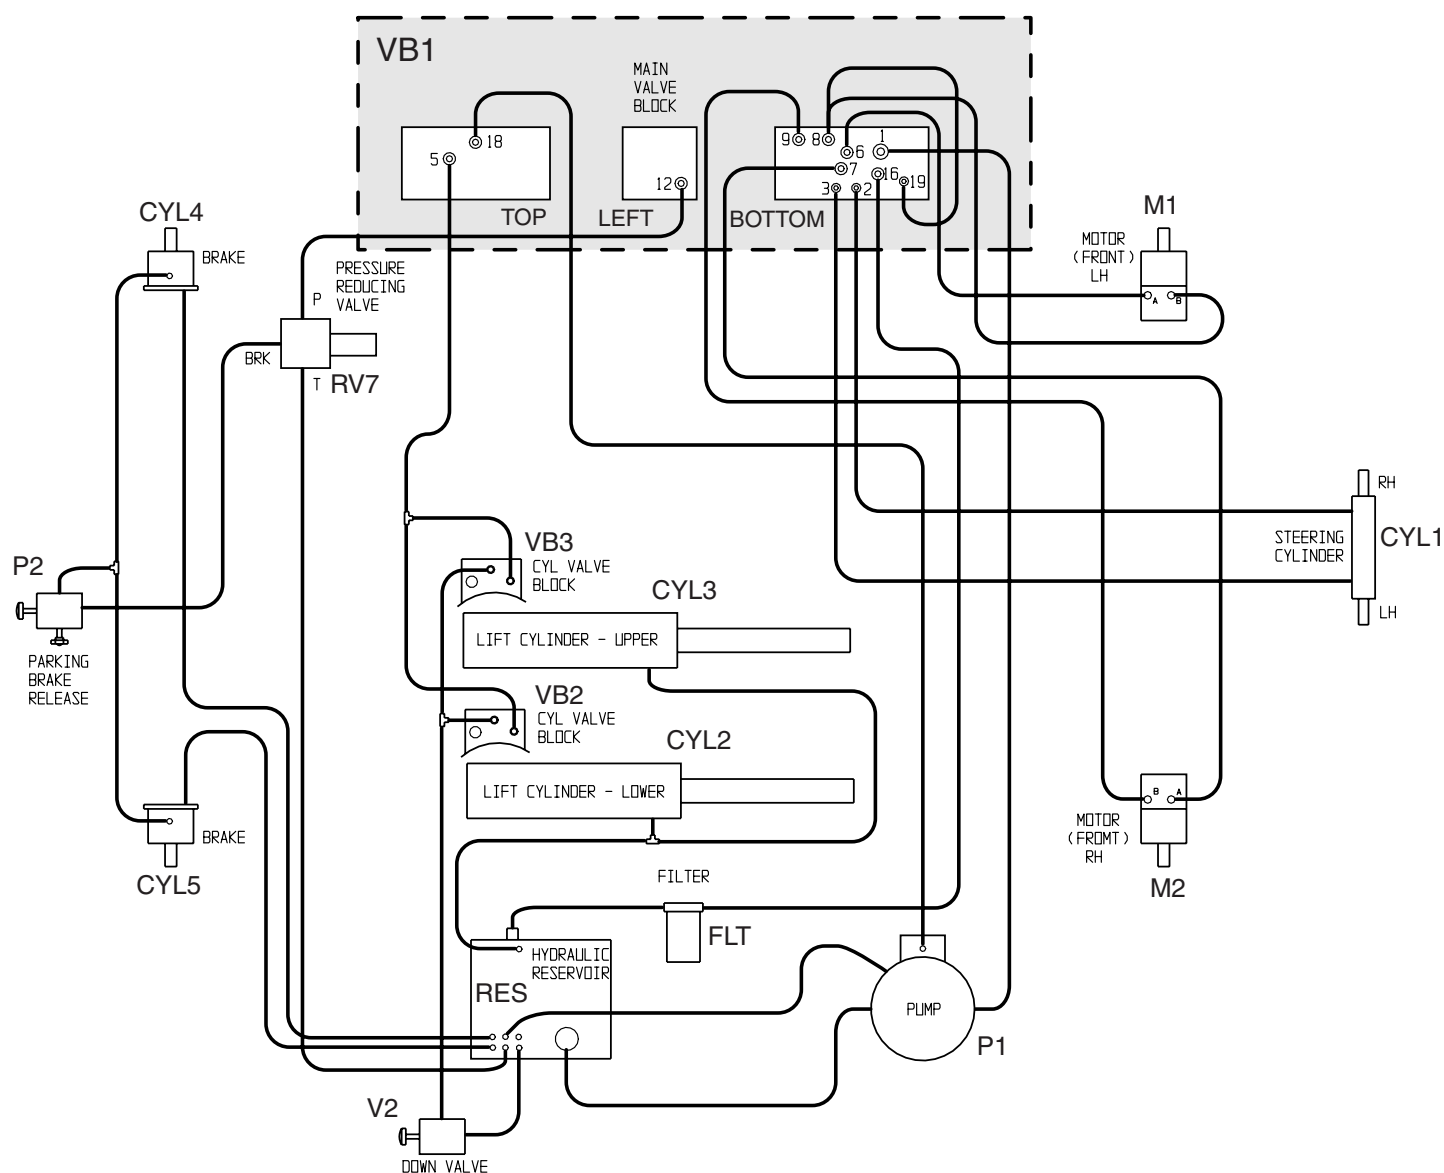 VB1
MAIN
VALVE
BLOCK
18
5
12
9
8
6
1
7
16
19
3
2
TOP
LEFT
BOTTOM
CYL4
BRAKE
M1
MOTOR
(FRONT)
LH
A
B
PRESSURE
REDUCING
VALVE
P
BRK
T
RV7
RH
STEERING
CYLINDER
CYL1
LH
P2
PARKING
BRAKE
RELEASE
VB3
CYL VALVE
BLOCK
CYL3
LIFT CYLINDER - UPPER
VB2
CYL VALVE
BLOCK
CYL2
LIFT CYLINDER - LOWER
B
A
MOTOR
(FROMT)
RH
M2
BRAKE
CYL5
FILTER
FLT
HYDRAULIC
RESERVOIR
RES
PUMP
P1
V2
DOWN VALVE